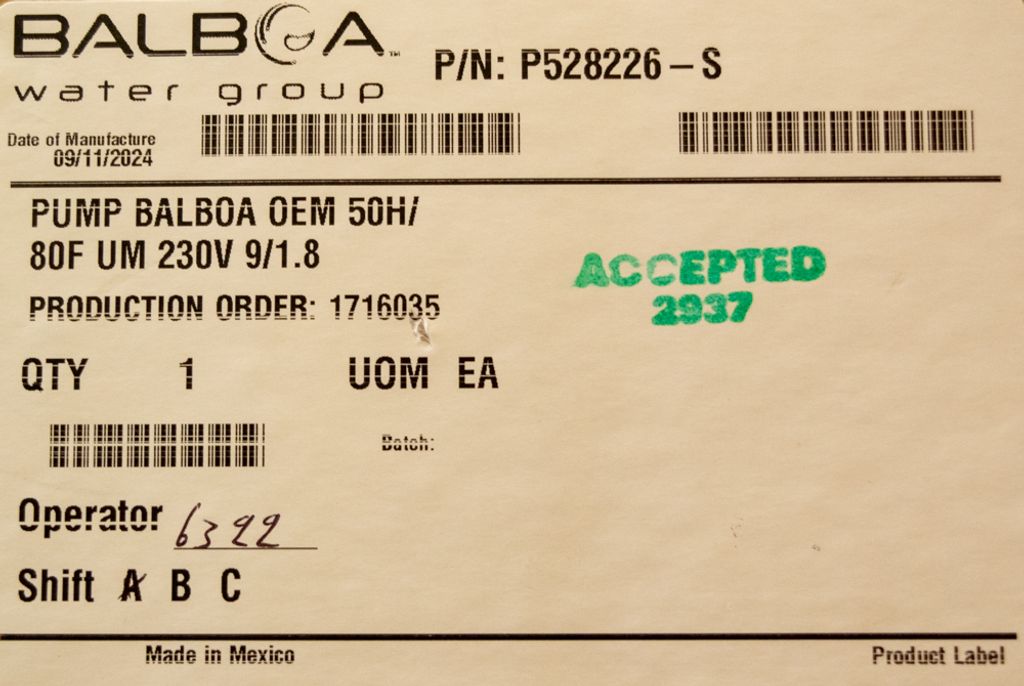 BALBOA™
water group
P/N: P528226 – S
Date of Manufacture
09/11/2024
PUMP BALBOA OEM 50H/
80F UM 230V 9/1.8
PRODUCTION ORDER: 1716035
ACCEPTED
2937
QTY 1 UOM EA
Batch:
Operator 6322
Shift A B C
Made in Mexico
Product Label